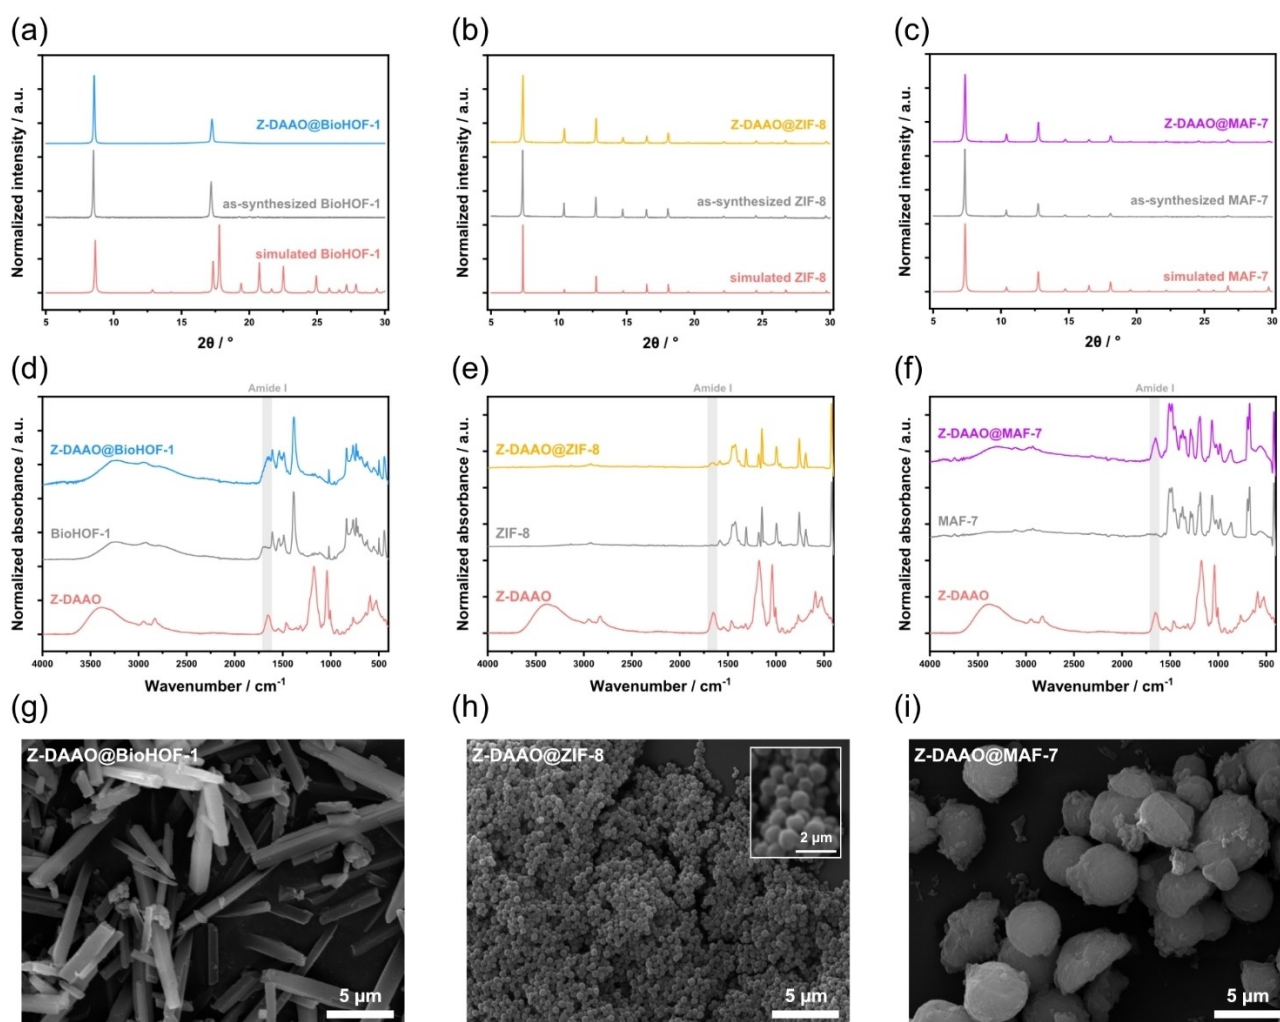 (a)
(b)
(c)
Normalized intensity / a.u.
Z-DAAO@BioHOF-1
as-synthesized BioHOF-1
simulated BioHOF-1
5 10 15 20 25 30
2θ / °
Normalized intensity / a.u.
Z-DAAO@ZIF-8
as-synthesized ZIF-8
simulated ZIF-8
5 10 15 20 25 30
2θ / °
Normalized intensity / a.u.
Z-DAAO@MAF-7
as-synthesized MAF-7
simulated MAF-7
5 10 15 20 25 30
2θ / °
(d)
(e)
(f)
Amide I
Normalized absorbance / a.u.
Z-DAAO@BioHOF-1
BioHOF-1
Z-DAAO
4000 3500 3000 2500 2000 1500 1000 500
Wavenumber / cm⁻¹
Amide I
Normalized absorbance / a.u.
Z-DAAO@ZIF-8
ZIF-8
Z-DAAO
4000 3500 3000 2500 2000 1500 1000 500
Wavenumber / cm⁻¹
Amide I
Normalized absorbance / a.u.
Z-DAAO@MAF-7
MAF-7
Z-DAAO
4000 3500 3000 2500 2000 1500 1000 500
Wavenumber / cm⁻¹
(g)
(h)
(i)
Z-DAAO@BioHOF-1
5 µm
Z-DAAO@ZIF-8
2 µm
5 µm
Z-DAAO@MAF-7
5 µm